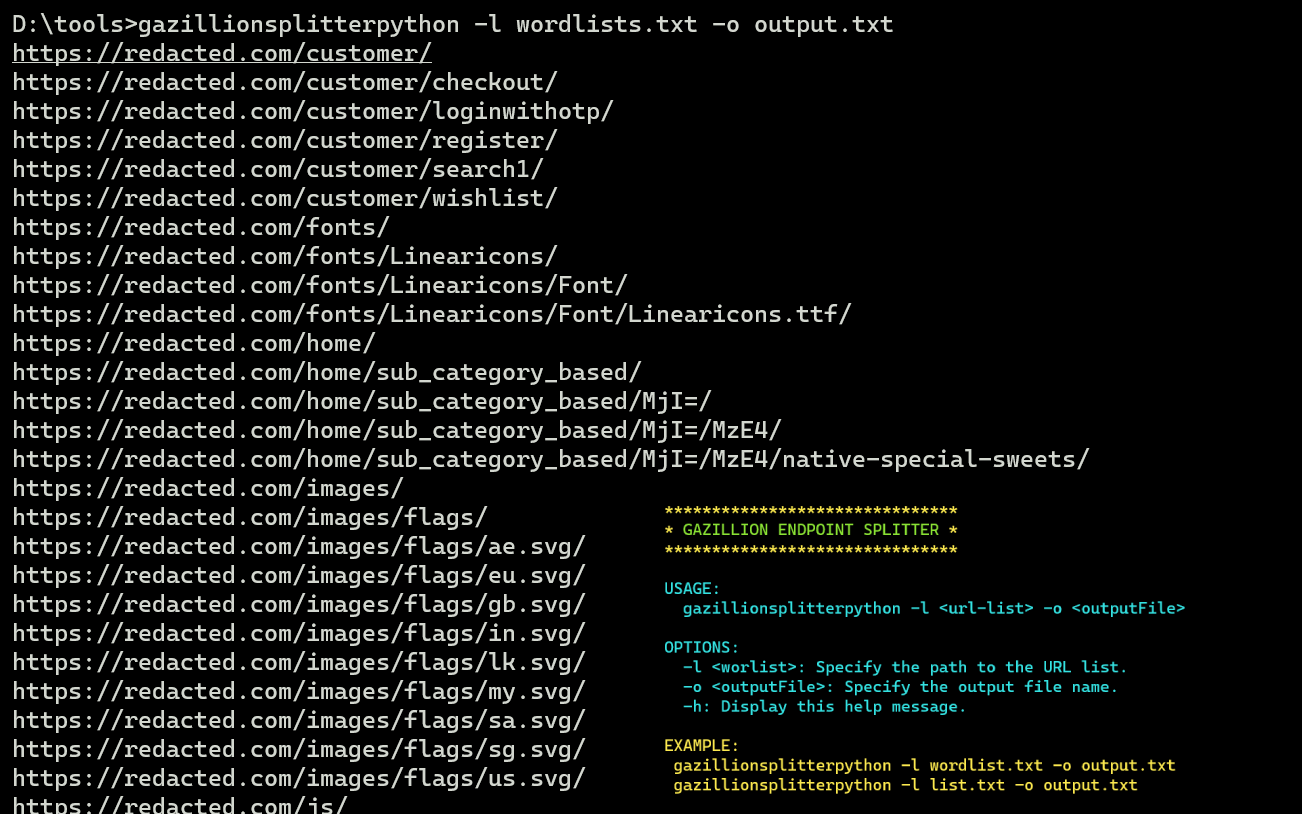 D:\tools>gazillionsplitterpython -l wordlists.txt -o output.txt
https://redacted.com/customer/
https://redacted.com/customer/checkout/
https://redacted.com/customer/loginwithotp/
https://redacted.com/customer/register/
https://redacted.com/customer/search1/
https://redacted.com/customer/wishlist/
https://redacted.com/fonts/
https://redacted.com/fonts/Linearicons/
https://redacted.com/fonts/Linearicons/Font/
https://redacted.com/fonts/Linearicons/Font/Linearicons.ttf/
https://redacted.com/home/
https://redacted.com/home/sub_category_based/
https://redacted.com/home/sub_category_based/MjI=/
https://redacted.com/home/sub_category_based/MjI=/MzE4/
https://redacted.com/home/sub_category_based/MjI=/MzE4/native-special-sweets/
https://redacted.com/images/
https://redacted.com/images/flags/
https://redacted.com/images/flags/ae.svg/
https://redacted.com/images/flags/eu.svg/
https://redacted.com/images/flags/gb.svg/
https://redacted.com/images/flags/in.svg/
https://redacted.com/images/flags/lk.svg/
https://redacted.com/images/flags/my.svg/
https://redacted.com/images/flags/sa.svg/
https://redacted.com/images/flags/sg.svg/
https://redacted.com/images/flags/us.svg/
https://redacted.com/js/
*******************************
* GAZILLION ENDPOINT SPLITTER *
*******************************
USAGE:
gazillionsplitterpython -l <url-list> -o <outputFile>
OPTIONS:
-l <worlist>: Specify the path to the URL list.
-o <outputFile>: Specify the output file name.
-h: Display this help message.
EXAMPLE:
gazillionsplitterpython -l wordlist.txt -o output.txt
gazillionsplitterpython -l list.txt -o output.txt